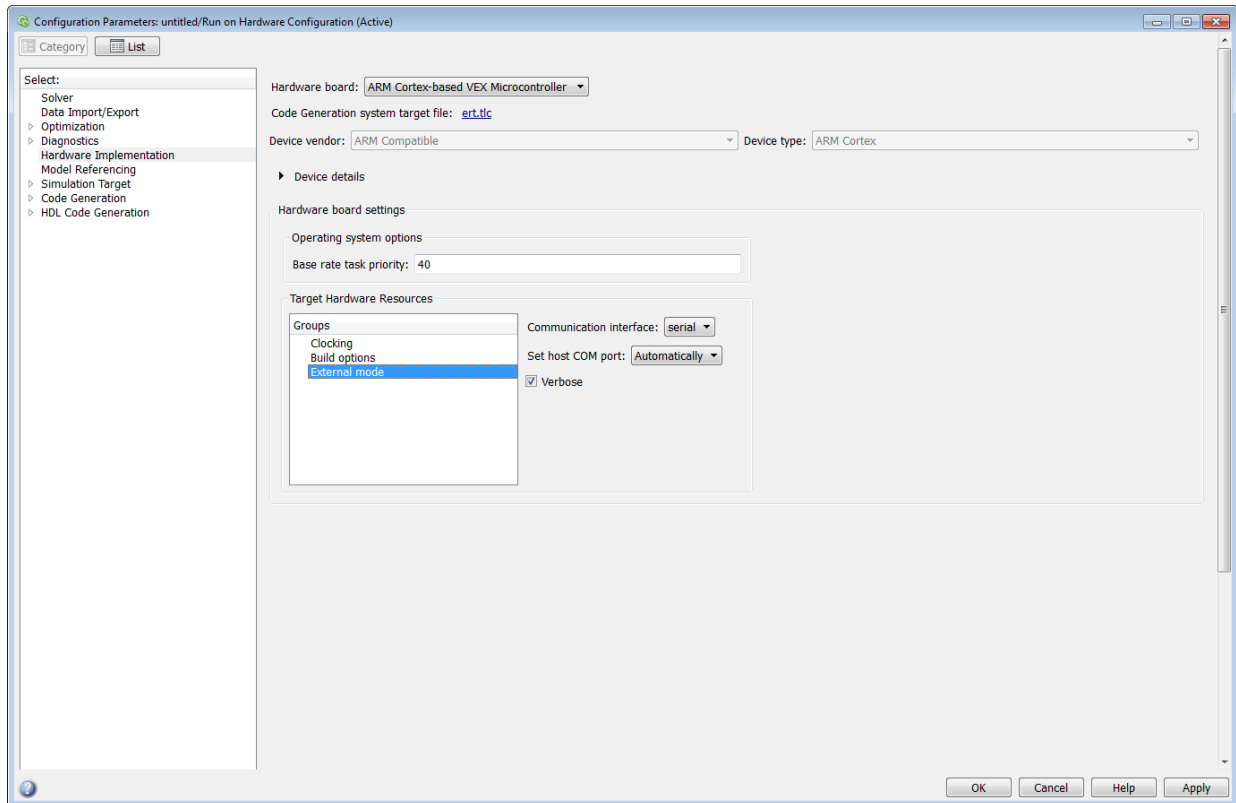 Configuration Parameters: untitled/Run on Hardware Configuration (Active)
Category List
Select:
Solver
Data Import/Export
Optimization
Diagnostics
Hardware Implementation
Model Referencing
Simulation Target
Code Generation
HDL Code Generation
Hardware board: ARM Cortex-based VEX Microcontroller
Code Generation system target file: ert.tlc
Device vendor: ARM Compatible Device type: ARM Cortex
Device details
Hardware board settings
Operating system options
Base rate task priority: 40
Target Hardware Resources
Groups
Clocking
Build options
External mode
Communication interface: serial
Set host COM port: Automatically
Verbose
OK Cancel Help Apply